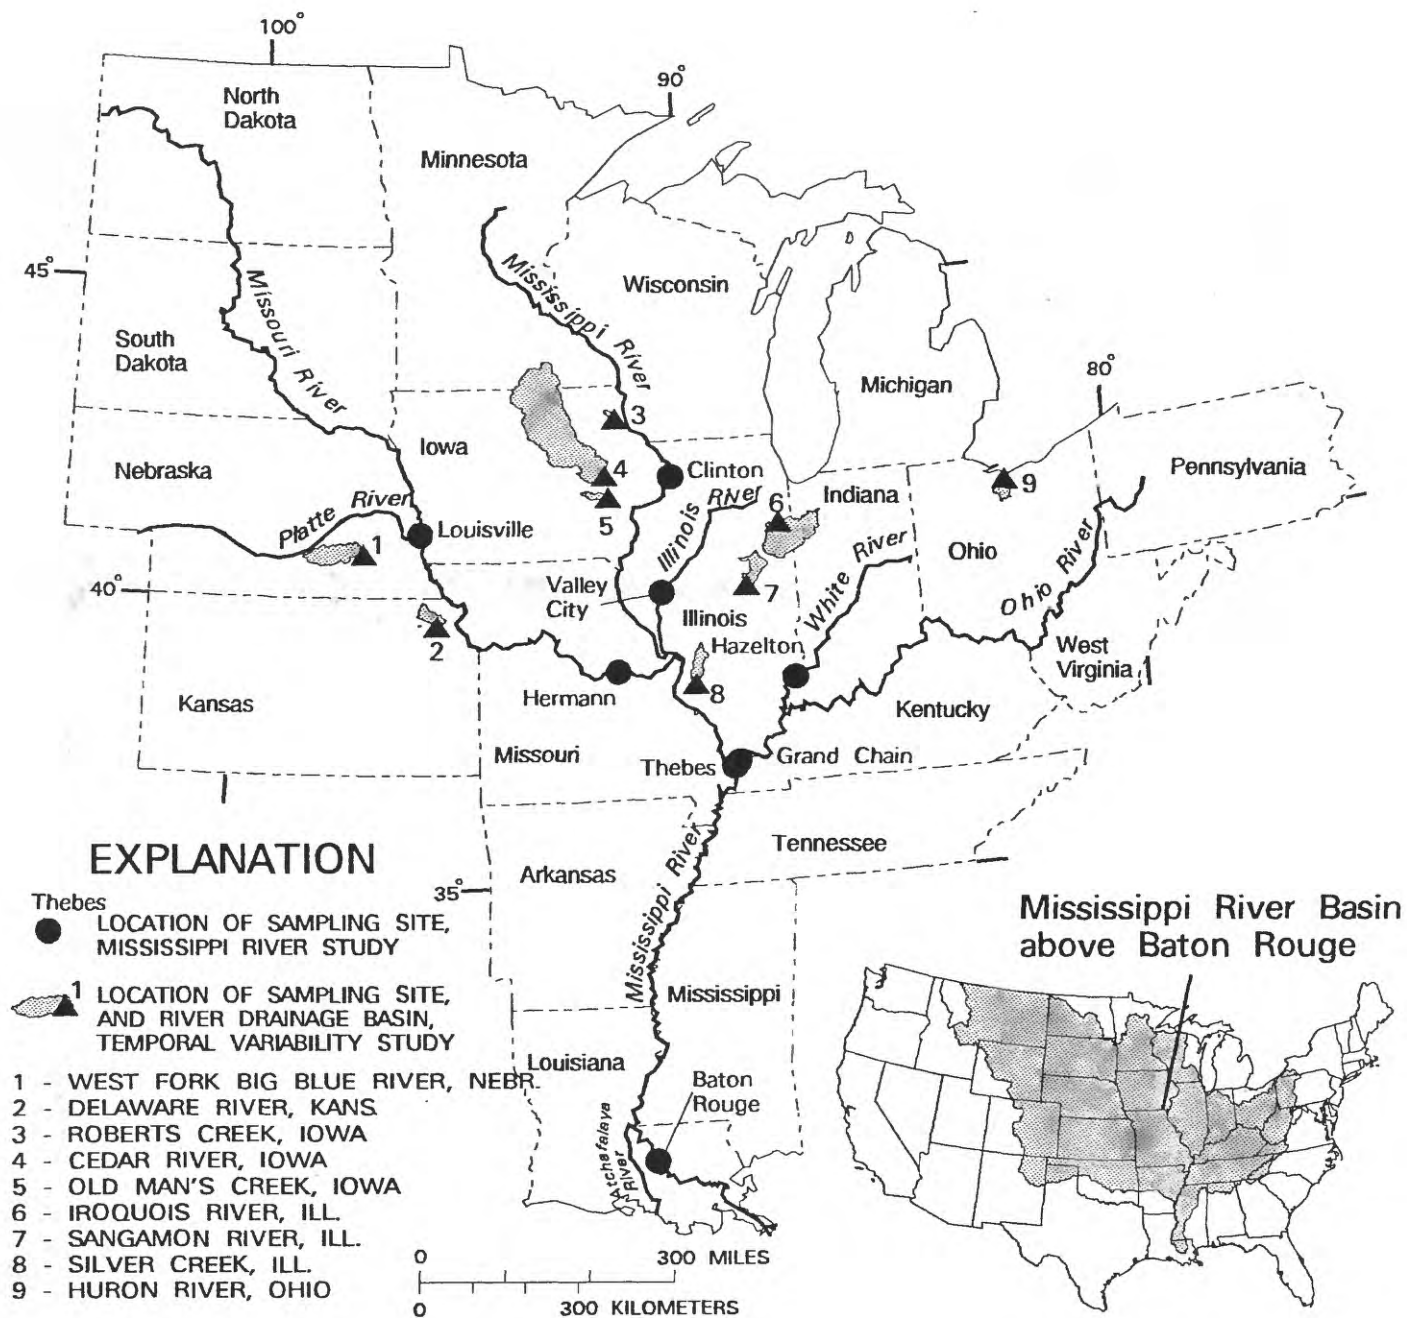 100°
90°
North
Dakota
Minnesota
45°
Wisconsin
Mississippi River
Missouri River
South
Dakota
Michigan
80°
Iowa
3
Nebraska
4
Clinton
Pennsylvania
5
6
Indiana
9
Platte River
Louisville
Illinois River
1
Ohio
40°
Valley
City
7
White River
Ohio River
Illinois
2
Hazelton
West
Virginia
8
Hermann
Kansas
Kentucky
Missouri
Thebes
Grand Chain
Tennessee
Mississippi River
Arkansas
35°
Mississippi
Louisiana
Baton
Rouge
Atchafalaya
River
EXPLANATION
Thebes
LOCATION OF SAMPLING SITE,
MISSISSIPPI RIVER STUDY
1
LOCATION OF SAMPLING SITE,
AND RIVER DRAINAGE BASIN,
TEMPORAL VARIABILITY STUDY
1 - WEST FORK BIG BLUE RIVER, NEBR.
2 - DELAWARE RIVER, KANS.
3 - ROBERTS CREEK, IOWA
4 - CEDAR RIVER, IOWA
5 - OLD MAN'S CREEK, IOWA
6 - IROQUOIS RIVER, ILL.
7 - SANGAMON RIVER, ILL.
8 - SILVER CREEK, ILL.
9 - HURON RIVER, OHIO
0 300 MILES
0 300 KILOMETERS
Mississippi River Basin
above Baton Rouge